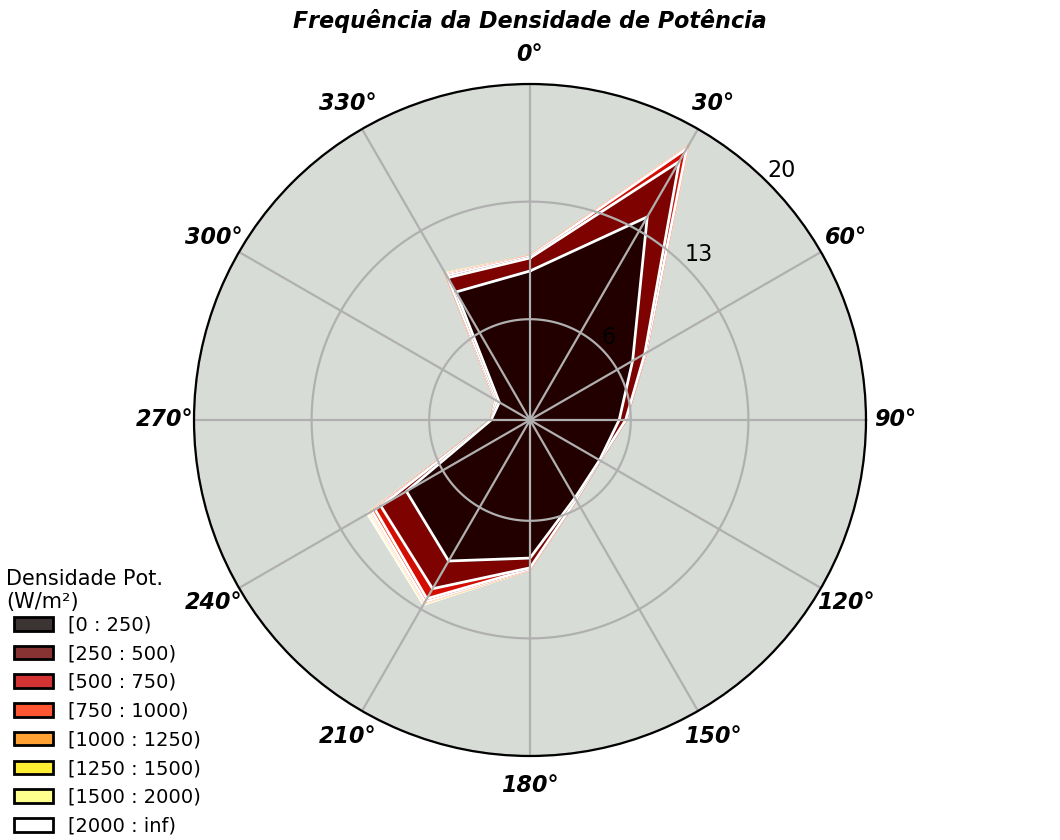 Frequência da Densidade de Potência
0°
30°
60°
90°
120°
150°
180°
210°
240°
270°
300°
330°
20
13
6
Densidade Pot.
(W/m²)
[0 : 250)
[250 : 500)
[500 : 750)
[750 : 1000)
[1000 : 1250)
[1250 : 1500)
[1500 : 2000)
[2000 : inf)